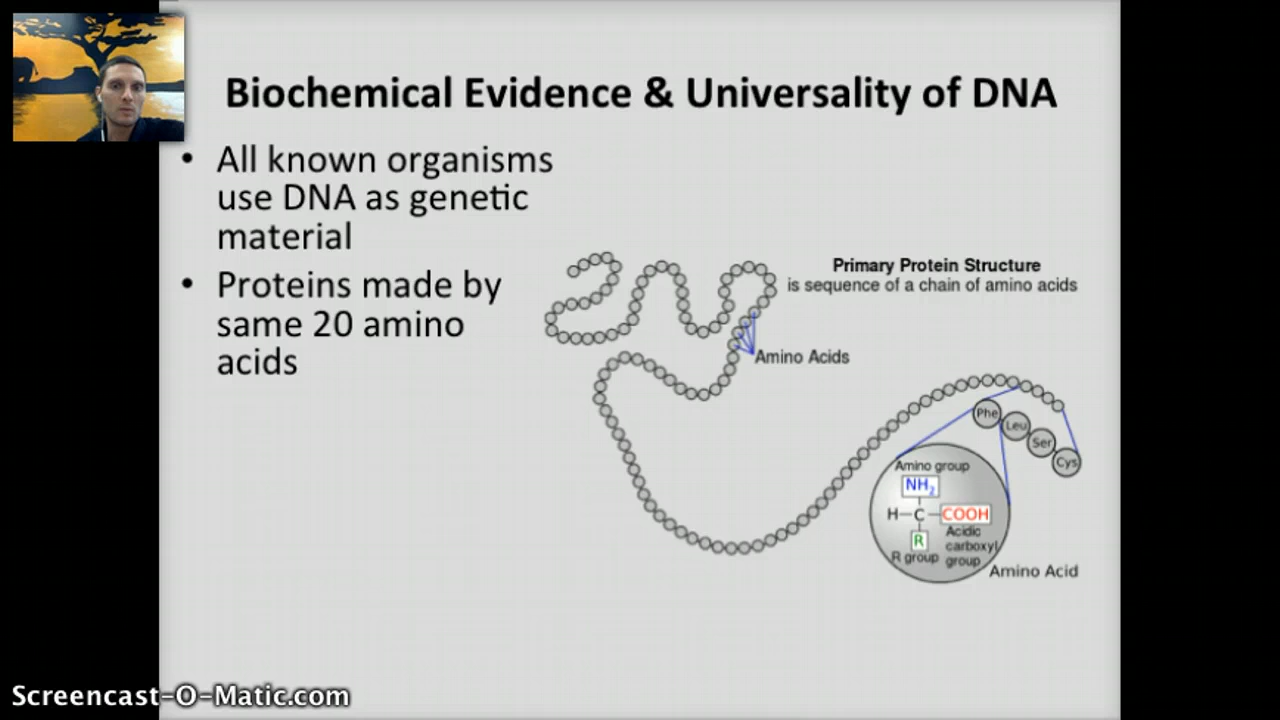 Biochemical Evidence & Universality of DNA
• All known organisms
use DNA as genetic
material
• Proteins made by
same 20 amino
acids
Primary Protein Structure
is sequence of a chain of amino acids
Amino Acids
Phe
Leu
Ser
Cys
Amino group
NH₂
H–C–COOH
R
Acidic
carboxyl
group
R group
Amino Acid
Screencast-O-Matic.com